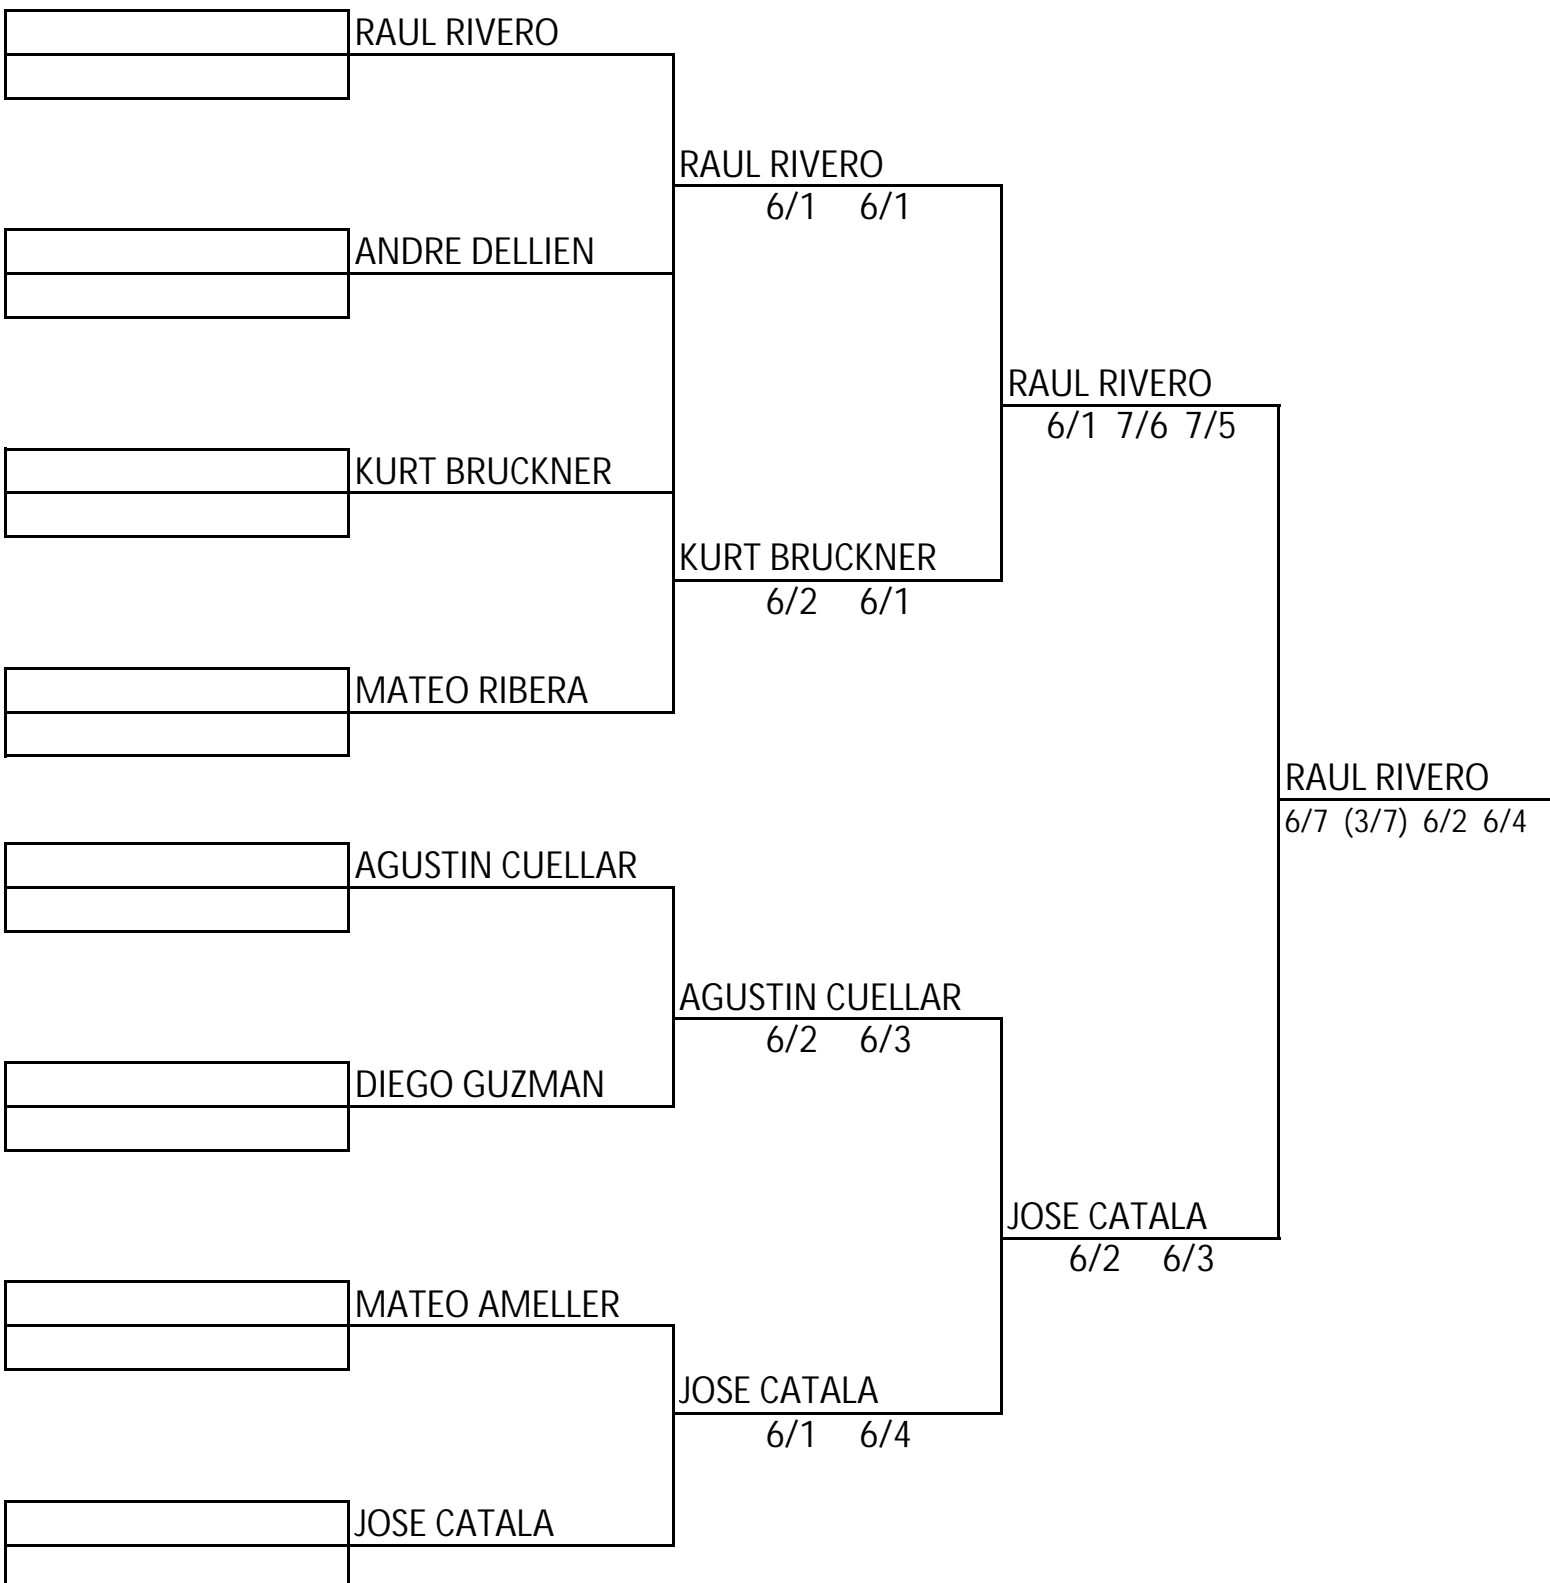 RAUL RIVERO
RAUL RIVERO
6/1 6/1
ANDRE DELLIEN
RAUL RIVERO
6/1 7/6 7/5
KURT BRUCKNER
KURT BRUCKNER
6/2 6/1
MATEO RIBERA
RAUL RIVERO
6/7 (3/7) 6/2 6/4
AGUSTIN CUELLAR
AGUSTIN CUELLAR
6/2 6/3
DIEGO GUZMAN
JOSE CATALA
6/2 6/3
MATEO AMELLER
JOSE CATALA
6/1 6/4
JOSE CATALA